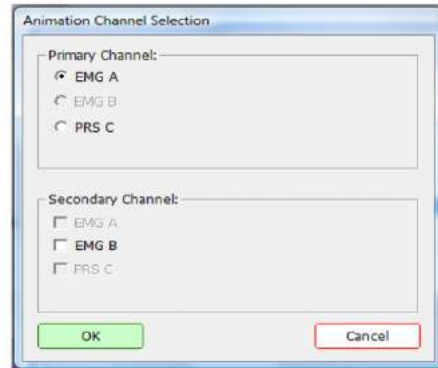 Animation Channel Selection
Primary Channel:
EMG A
EMG B
PRS C
Secondary Channel:
EMG A
EMG B
PRS C
OK
Cancel